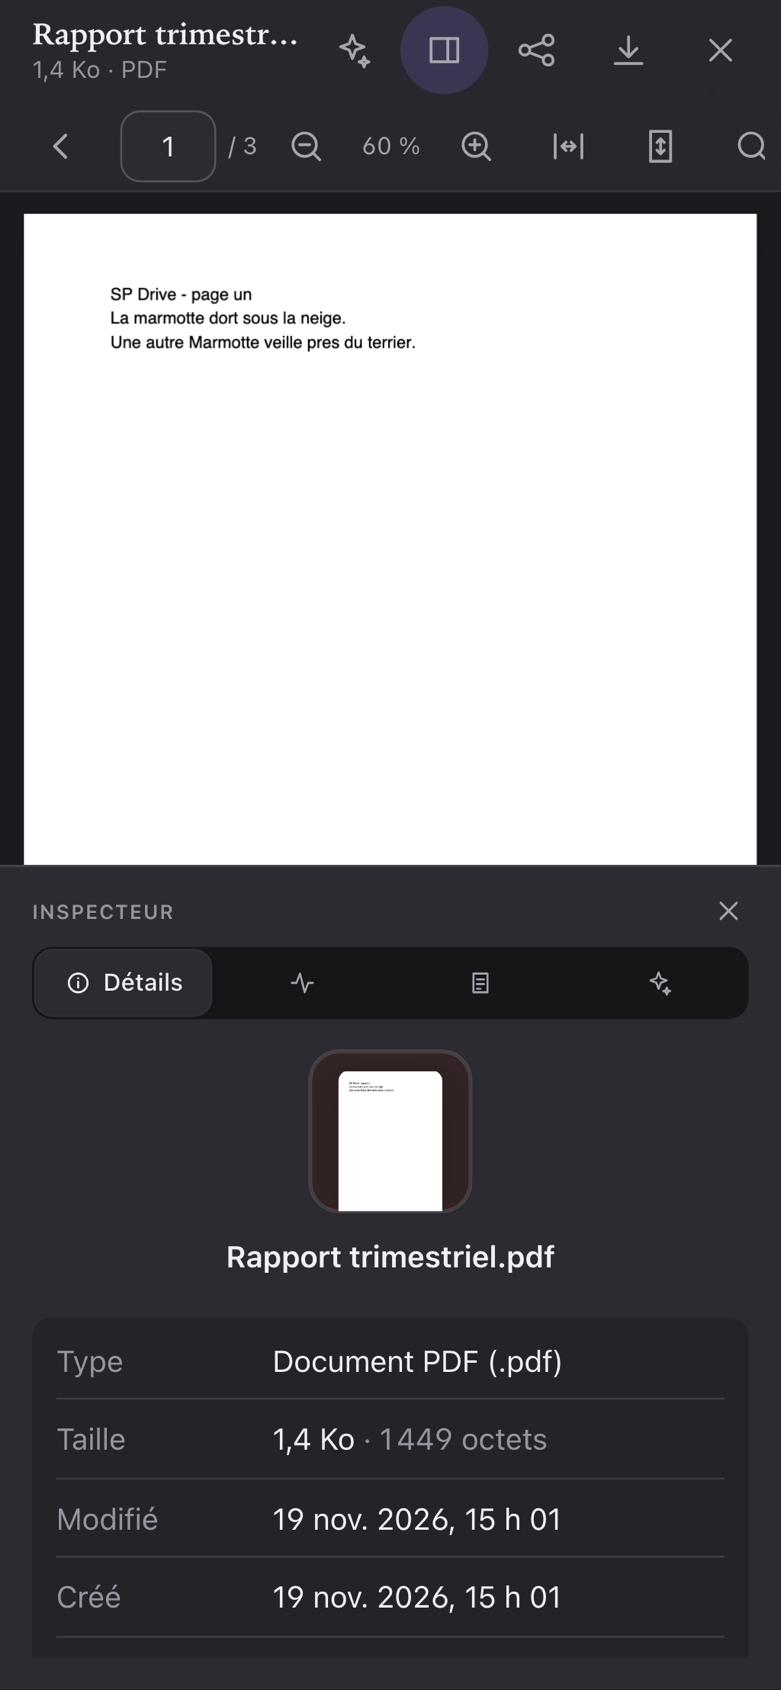 Rapport trimestr...
1,4 Ko · PDF
1 / 3 60 %
SP Drive - page un
La marmotte dort sous la neige.
Une autre Marmotte veille pres du terrier.
INSPECTEUR
Détails
Rapport trimestriel.pdf
Type Document PDF (.pdf)
Taille 1,4 Ko · 1 449 octets
Modifié 19 nov. 2026, 15 h 01
Créé 19 nov. 2026, 15 h 01